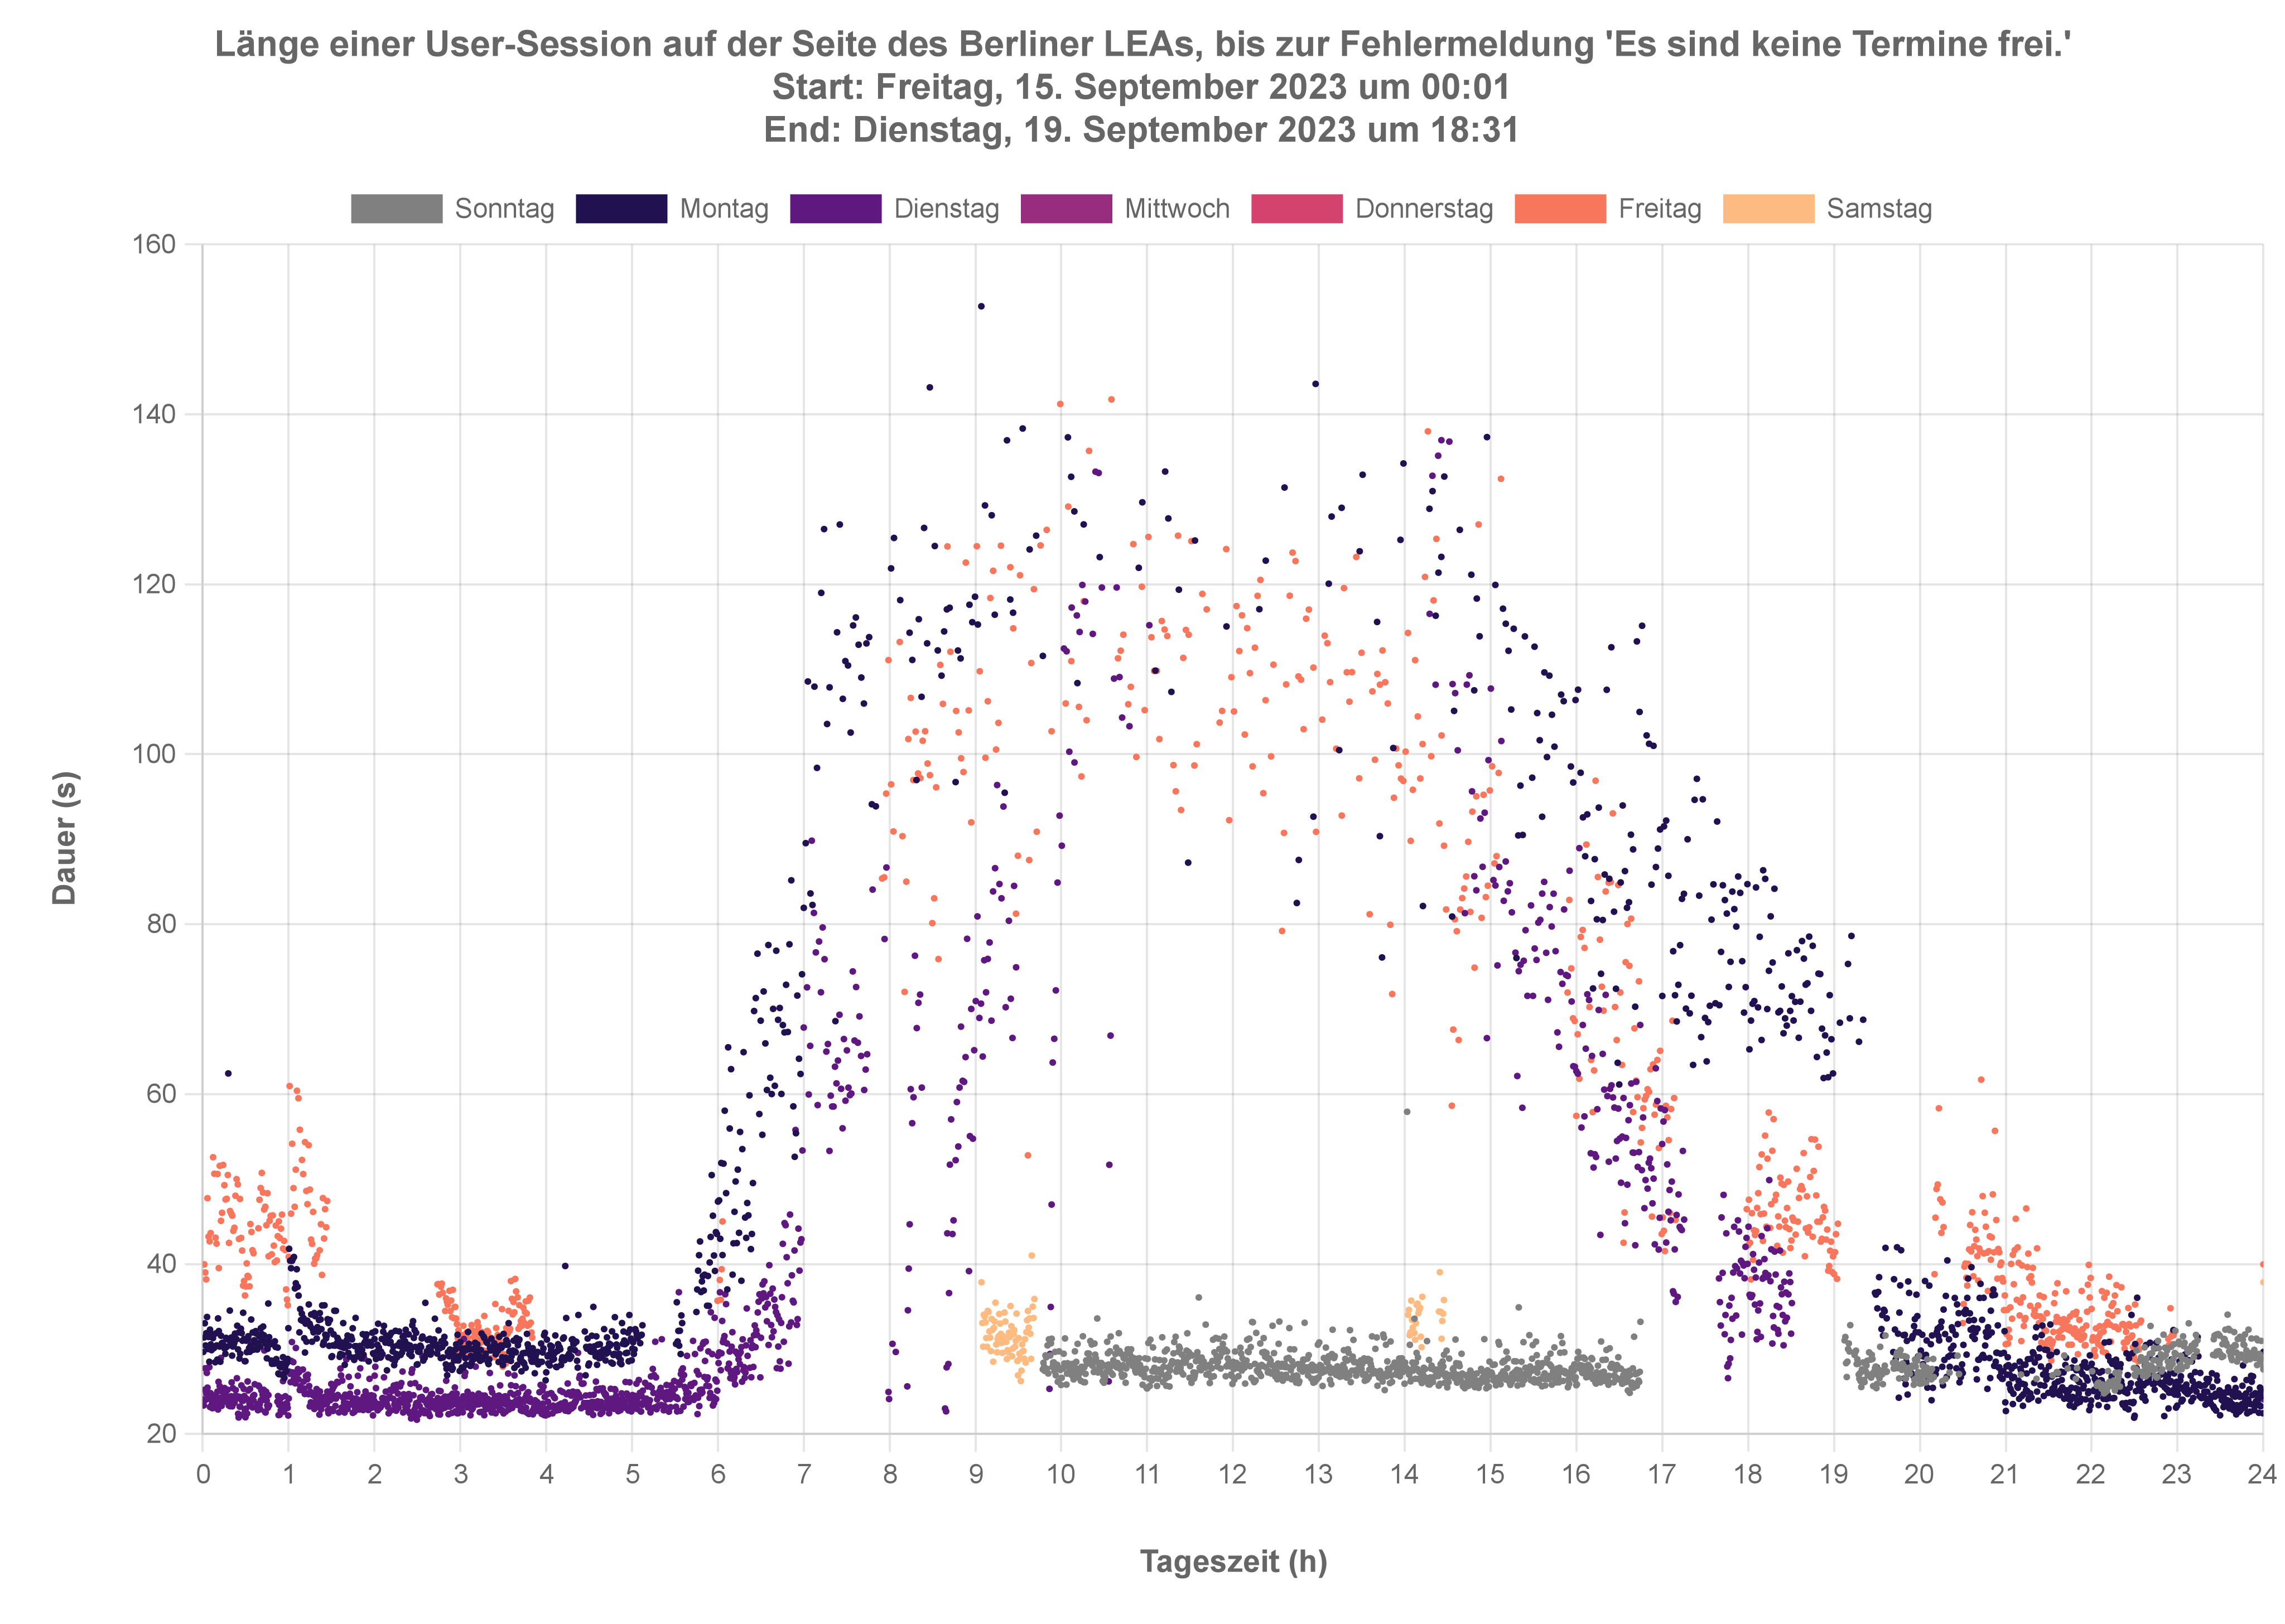 Länge einer User-Session auf der Seite des Berliner LEAs, bis zur Fehlermeldung 'Es sind keine Termine frei.'
Start: Freitag, 15. September 2023 um 00:01
End: Dienstag, 19. September 2023 um 18:31
Sonntag Montag Dienstag Mittwoch Donnerstag Freitag Samstag
Dauer (s)
160
140
120
100
80
60
40
20
0 1 2 3 4 5 6 7 8 9 10 11 12 13 14 15 16 17 18 19 20 21 22 23 24
Tageszeit (h)